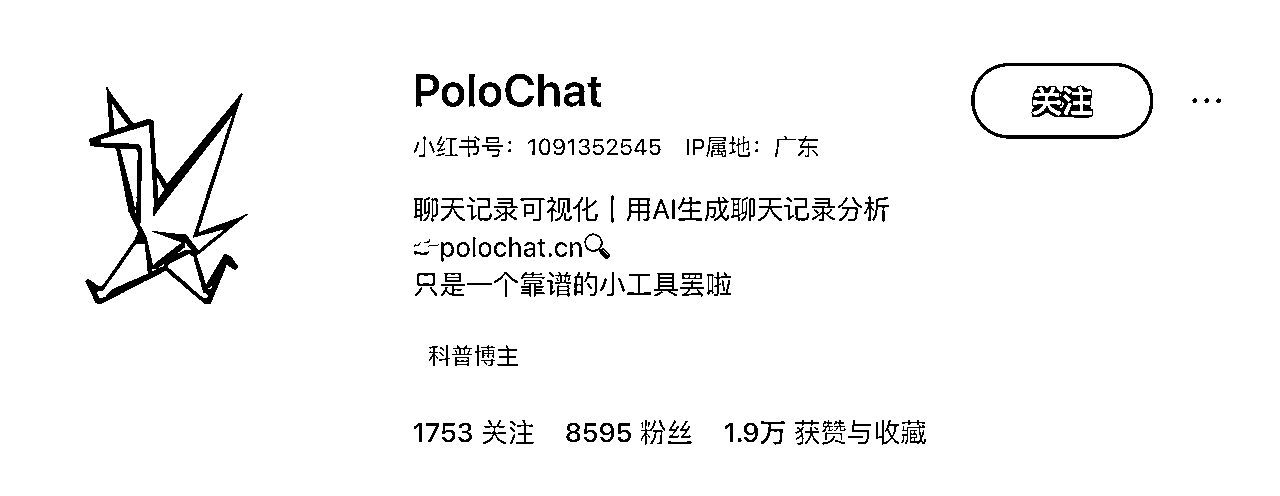 PoloChat
关注
小红书号：1091352545 IP属地：广东
聊天记录可视化｜用AI生成聊天记录分析
👉polochat.cn🔍
只是一个靠谱的小工具罢啦
科普博主
1753 关注 8595 粉丝 1.9万 获赞与收藏